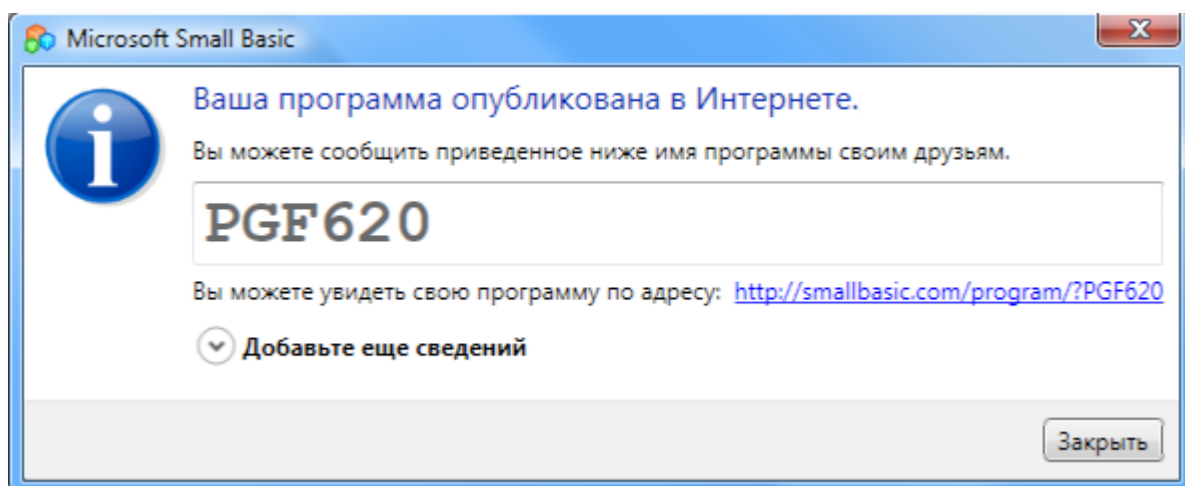 Microsoft Small Basic
Ваша программа опубликована в Интернете.
Вы можете сообщить приведенное ниже имя программы своим друзьям.
PGF620
Вы можете увидеть свою программу по адресу: http://smallbasic.com/program/?PGF620
Добавьте еще сведений
Закрыть